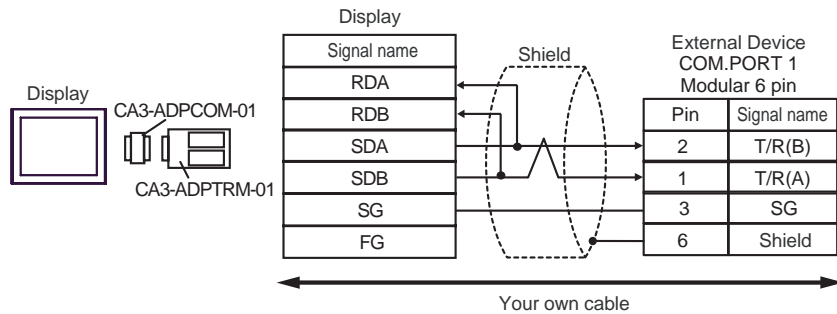 Display
CA3-ADPCOM-01
CA3-ADPTRM-01
Display
Signal name
RDA
RDB
SDA
SDB
SG
FG
Shield
External Device
COM.PORT 1
Modular 6 pin
Pin Signal name
2 T/R(B)
1 T/R(A)
3 SG
6 Shield
Your own cable